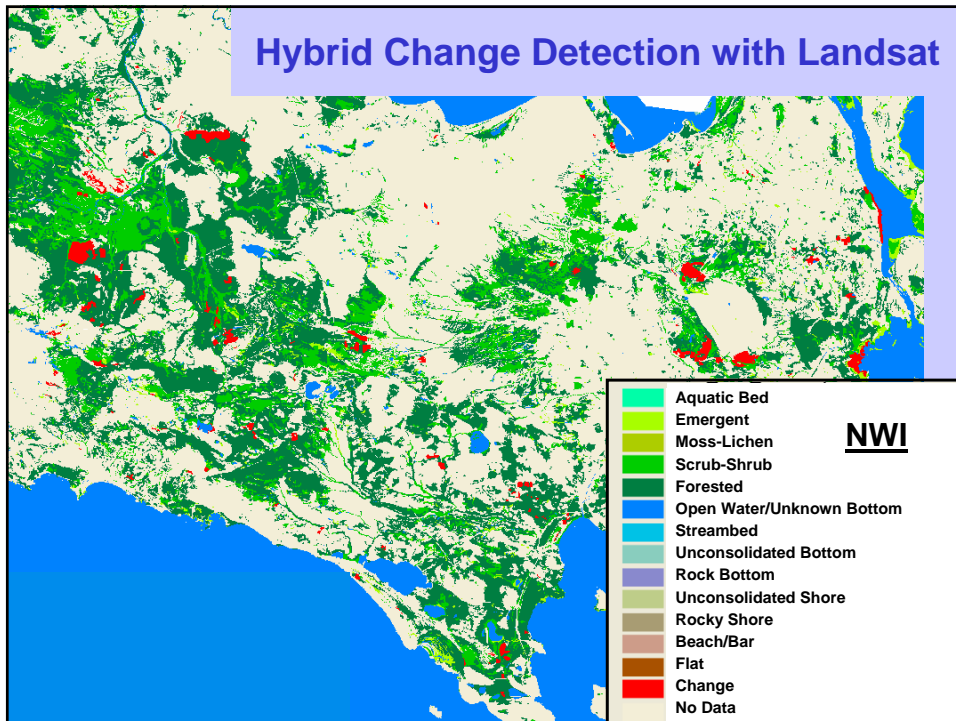 Hybrid Change Detection with Landsat
NWI
Aquatic Bed
Emergent
Moss-Lichen
Scrub-Shrub
Forested
Open Water/Unknown Bottom
Streambed
Unconsolidated Bottom
Rock Bottom
Unconsolidated Shore
Rocky Shore
Beach/Bar
Flat
Change
No Data